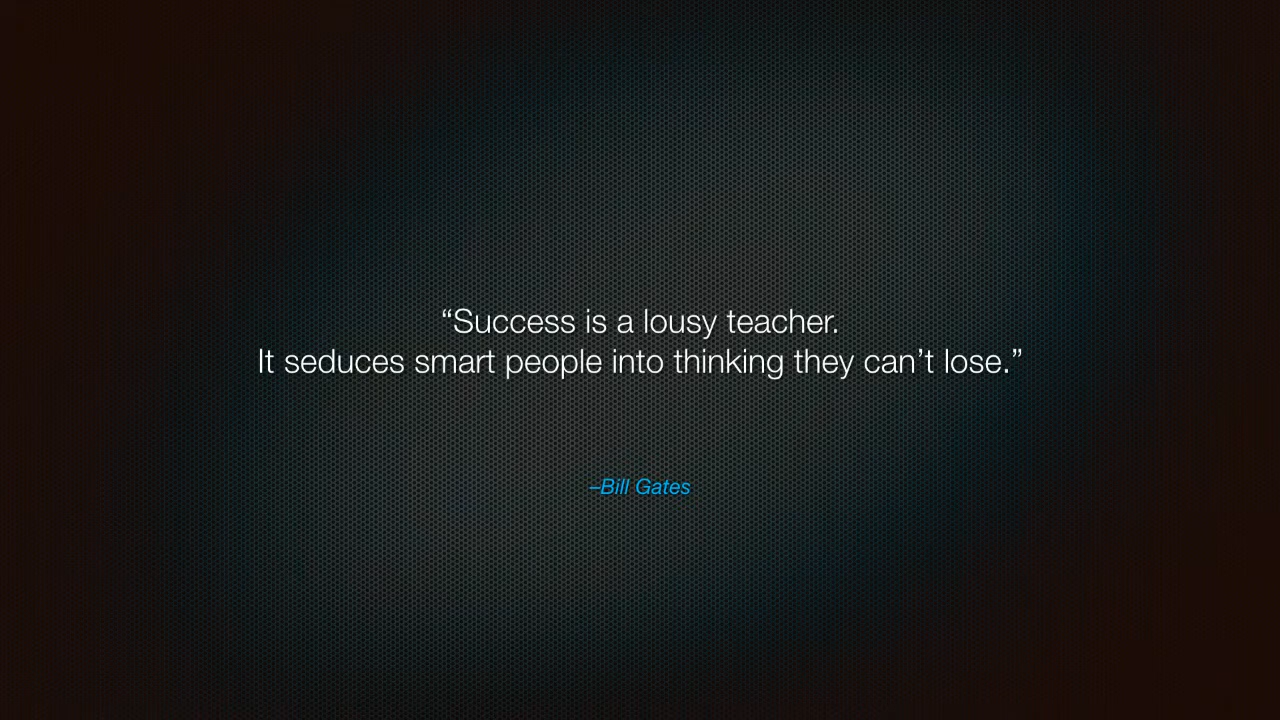 “Success is a lousy teacher.
It seduces smart people into thinking they can’t lose.”
–Bill Gates